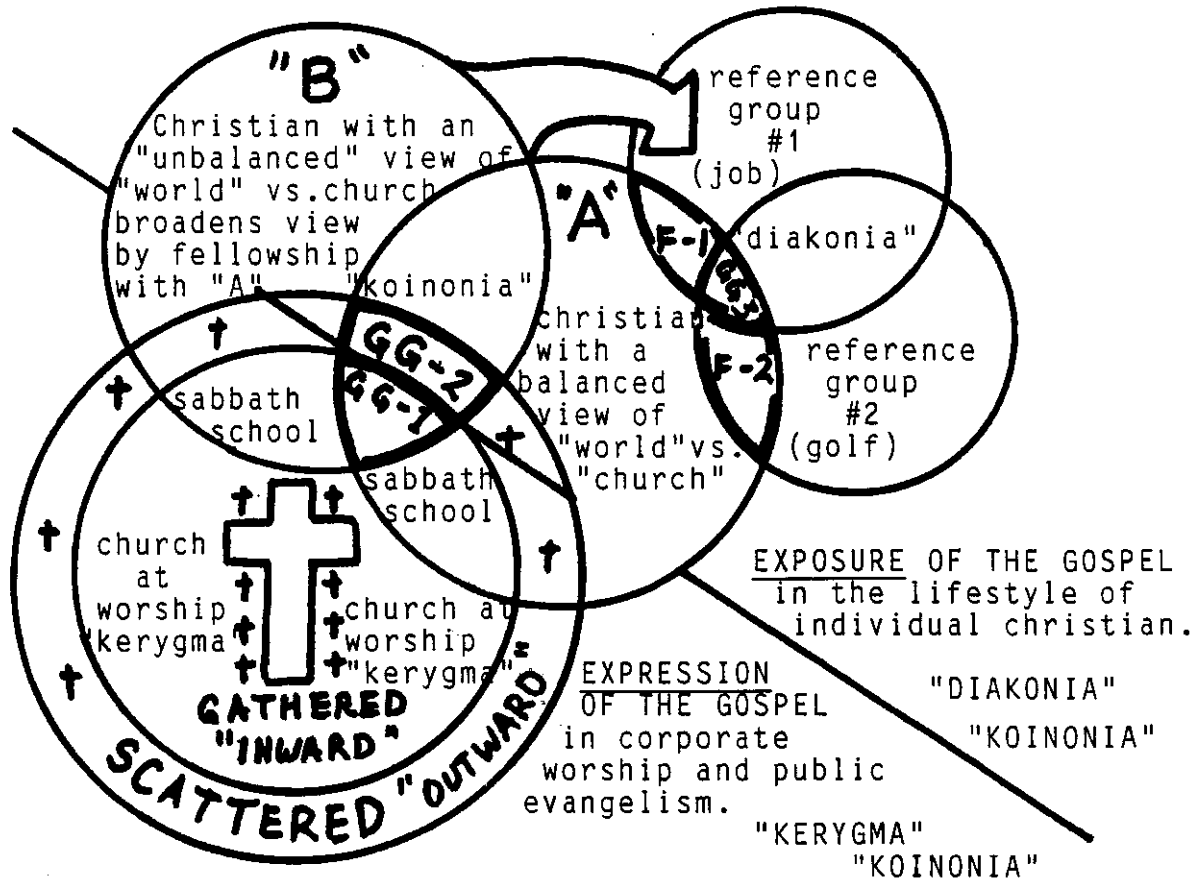 "B"
Christian with an
"unbalanced" view of
"world" vs.church
broadens view
by fellowship
with "A"
"koinonia"
reference
group
#1
(job)
"A"
F-1
"diakonia"
GG3
F-2
christian
with a
balanced
view of
"world"vs.
"church"
reference
group
#2
(golf)
GG-2
GG-1
sabbath
school
sabbath
school
church
at
worship
"kerygma
church at
worship
"kerygma"
GATHERED
"INWARD"
SCATTERED "OUTWARD"
EXPOSURE OF THE GOSPEL
in the lifestyle of
individual christian.
"DIAKONIA"
"KOINONIA"
EXPRESSION
OF THE GOSPEL
in corporate
worship and public
evangelism.
"KERYGMA"
"KOINONIA"